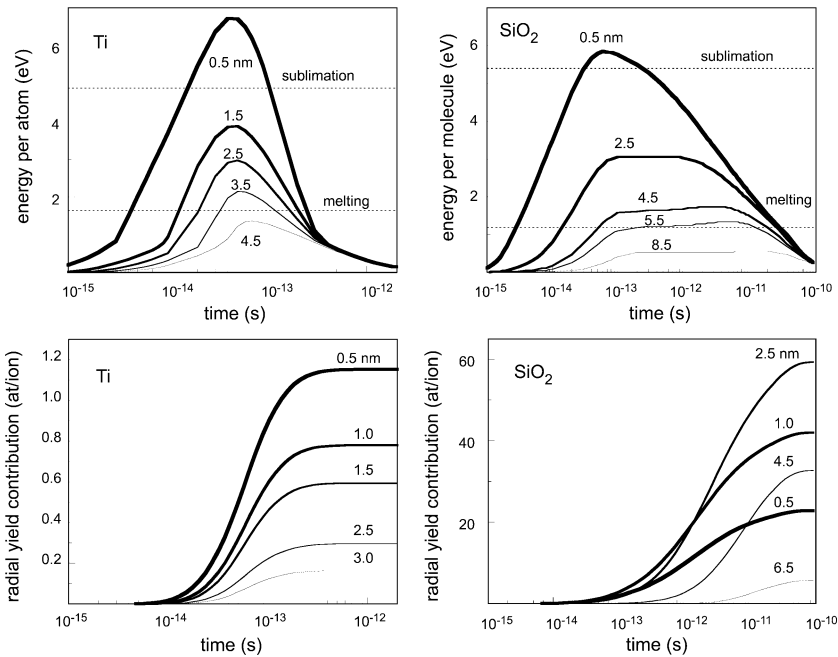 Ti
0.5 nm
sublimation
1.5
2.5
3.5
melting
4.5
6
4
2
energy per atom (eV)
10-15
10-14
10-13
10-12
time (s)
SiO2
0.5 nm
sublimation
2.5
4.5
melting
5.5
8.5
6
4
2
energy per molecule (eV)
10-15
10-14
10-13
10-12
10-11
10-10
time (s)
Ti
0.5 nm
1.0
1.5
2.5
3.0
1.2
1.0
0.8
0.6
0.4
0.2
radial yield contribution (at/ion)
10-15
10-14
10-13
10-12
time (s)
SiO2
2.5 nm
1.0
4.5
0.5
6.5
60
40
20
radial yield contribution (at/ion)
10-15
10-14
10-13
10-12
10-11
10-10
time (s)